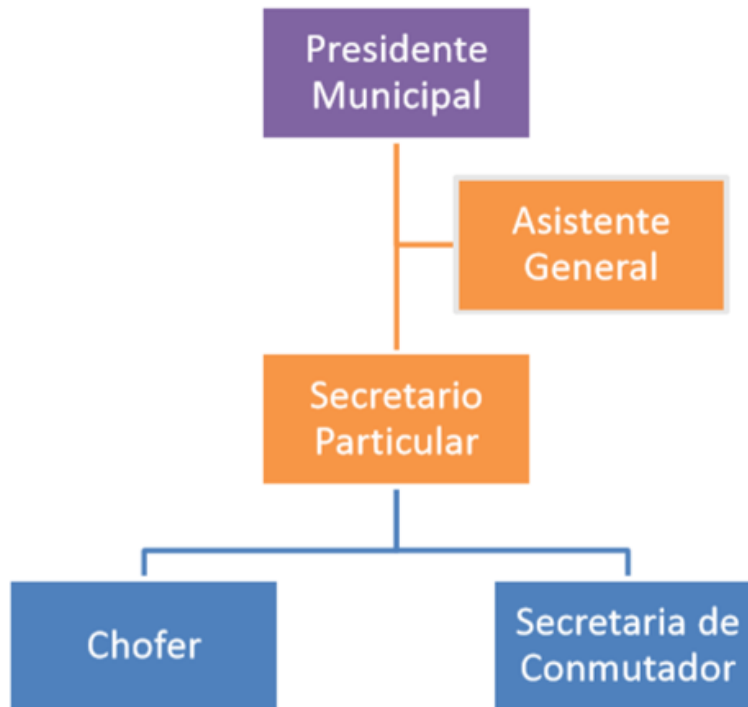 Presidente
Municipal
Asistente
General
Secretario
Particular
Chofer
Secretaria de
Conmutador